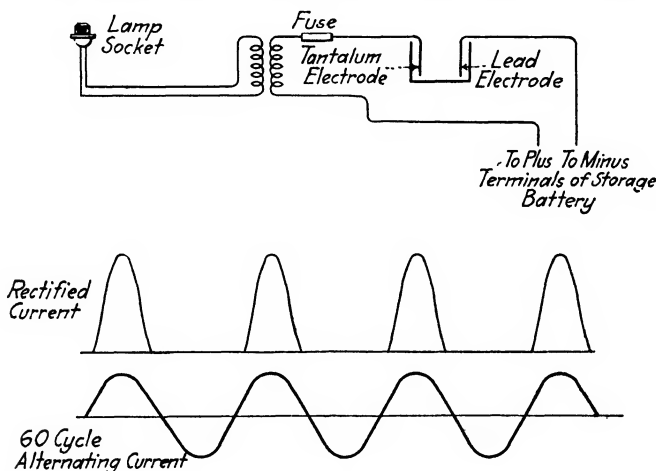 Lamp
Socket
Fuse
Tantalum
Electrode
Lead
Electrode
To Plus To Minus
Terminals of Storage
Battery
Rectified
Current
60 Cycle
Alternating Current